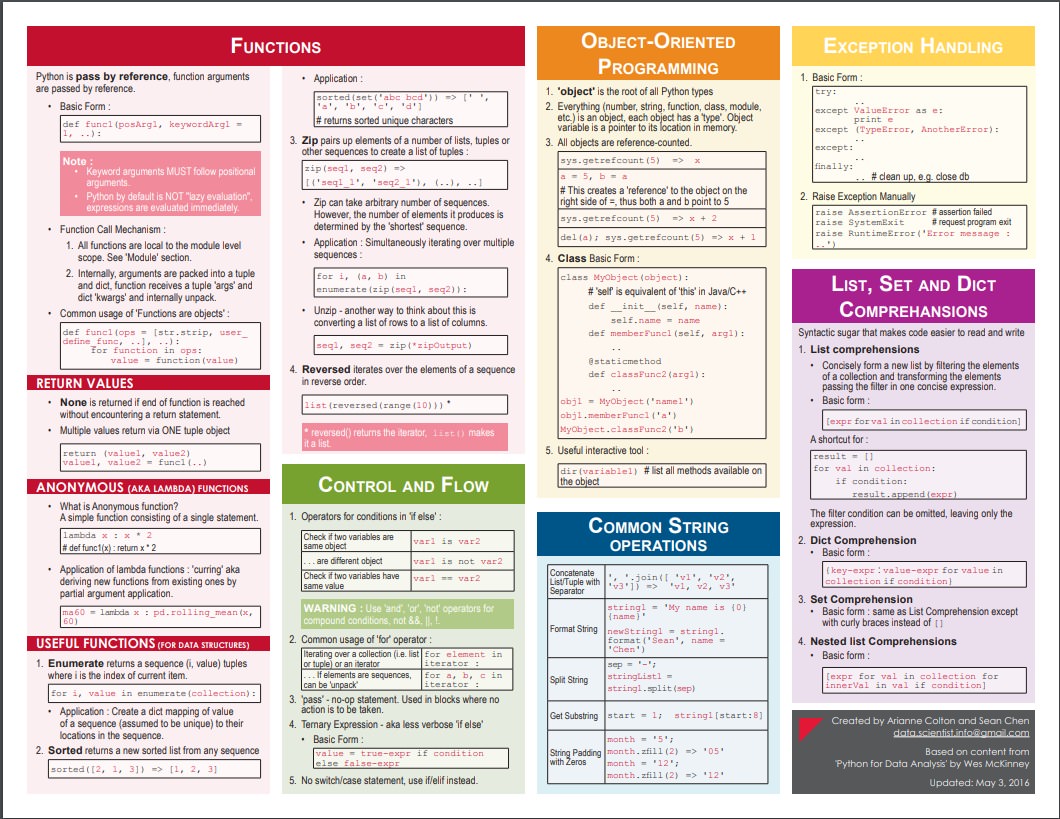 FUNCTIONS
Python is pass by reference, function arguments
are passed by reference.
• Basic Form :
def func1(posArg1, keywordArg1 =
1, ..):
Note :
• Keyword arguments MUST follow positional
arguments.
• Python by default is NOT "lazy evaluation",
expressions are evaluated immediately.
• Function Call Mechanism :
1. All functions are local to the module level
scope. See 'Module' section.
2. Internally, arguments are packed into a tuple
and dict, function receives a tuple 'args' and
dict 'kwargs' and internally unpack.
• Common usage of 'Functions are objects' :
def func1(ops = [str.strip, user_
define_func, ..], ..):
for function in ops:
value = function(value)
RETURN VALUES
• None is returned if end of function is reached
without encountering a return statement.
• Multiple values return via ONE tuple object
return (value1, value2)
value1, value2 = func1(..)
ANONYMOUS (AKA LAMBDA) FUNCTIONS
• What is Anonymous function?
A simple function consisting of a single statement.
lambda x : x * 2
# def func1(x) : return x * 2
• Application of lambda functions : 'curring' aka
deriving new functions from existing ones by
partial argument application.
ma60 = lambda x : pd.rolling_mean(x,
60)
USEFUL FUNCTIONS (FOR DATA STRUCTURES)
1. Enumerate returns a sequence (i, value) tuples
where i is the index of current item.
for i, value in enumerate(collection):
• Application : Create a dict mapping of value
of a sequence (assumed to be unique) to their
locations in the sequence.
2. Sorted returns a new sorted list from any sequence
sorted([2, 1, 3]) => [1, 2, 3]
• Application :
sorted(set('abc bcd')) => [' ',
'a', 'b', 'c', 'd']
# returns sorted unique characters
3. Zip pairs up elements of a number of lists, tuples or
other sequences to create a list of tuples :
zip(seq1, seq2) =>
[('seq1_1', 'seq2_1'), (..), ..]
• Zip can take arbitrary number of sequences.
However, the number of elements it produces is
determined by the 'shortest' sequence.
• Application : Simultaneously iterating over multiple
sequences :
for i, (a, b) in
enumerate(zip(seq1, seq2)):
• Unzip - another way to think about this is
converting a list of rows to a list of columns.
seq1, seq2 = zip(*zipOutput)
4. Reversed iterates over the elements of a sequence
in reverse order.
list(reversed(range(10))) *
* reversed() returns the iterator, list() makes
it a list.
CONTROL AND FLOW
1. Operators for conditions in 'if else' :
Check if two variables are
same object
var1 is var2
. . . are different object
var1 is not var2
Check if two variables have
same value
var1 == var2
WARNING : Use 'and', 'or', 'not' operators for
compound conditions, not &&, ||, !.
2. Common usage of 'for' operator :
Iterating over a collection (i.e. list
or tuple) or an iterator
for element in
iterator :
. . . If elements are sequences,
can be 'unpack'
for a, b, c in
iterator :
3. 'pass' - no-op statement. Used in blocks where no
action is to be taken.
4. Ternary Expression - aka less verbose 'if else'
• Basic Form :
value = true-expr if condition
else false-expr
5. No switch/case statement, use if/elif instead.
OBJECT-ORIENTED
PROGRAMMING
1. 'object' is the root of all Python types
2. Everything (number, string, function, class, module,
etc.) is an object, each object has a 'type'. Object
variable is a pointer to its location in memory.
3. All objects are reference-counted.
sys.getrefcount(5) => x
a = 5, b = a
# This creates a 'reference' to the object on the
right side of =, thus both a and b point to 5
sys.getrefcount(5) => x + 2
del(a); sys.getrefcount(5) => x + 1
4. Class Basic Form :
class MyObject(object):
# 'self' is equivalent of 'this' in Java/C++
def __init__(self, name):
self.name = name
def memberFunc1(self, arg1):
..
@staticmethod
def classFunc2(arg1):
..
obj1 = MyObject('name1')
obj1.memberFunc1('a')
MyObject.classFunc2('b')
5. Useful interactive tool :
dir(variable1) # list all methods available on
the object
COMMON STRING
OPERATIONS
Concatenate
List/Tuple with
Separator
', '.join([ 'v1', 'v2',
'v3']) => 'v1, v2, v3'
Format String
string1 = 'My name is {0}
{name}'
newString1 = string1.
format('Sean', name =
'Chen')
Split String
sep = '-';
stringList1 =
string1.split(sep)
Get Substring
start = 1; string1[start:8]
String Padding
with Zeros
month = '5';
month.zfill(2) => '05'
month = '12';
month.zfill(2) => '12'
EXCEPTION HANDLING
1. Basic Form :
try:
..
except ValueError as e:
print e
except (TypeError, AnotherError):
..
except:
..
finally:
.. # clean up, e.g. close db
2. Raise Exception Manually
raise AssertionError # assertion failed
raise SystemExit # request program exit
raise RuntimeError('Error message :
..')
LIST, SET AND DICT
COMPREHANSIONS
Syntactic sugar that makes code easier to read and write
1. List comprehensions
• Concisely form a new list by filtering the elements
of a collection and transforming the elements
passing the filter in one concise expression.
• Basic form :
[expr for val in collection if condition]
A shortcut for :
result = []
for val in collection:
if condition:
result.append(expr)
The filter condition can be omitted, leaving only the
expression.
2. Dict Comprehension
• Basic form :
{key-expr : value-expr for value in
collection if condition}
3. Set Comprehension
• Basic form : same as List Comprehension except
with curly braces instead of []
4. Nested list Comprehensions
• Basic form :
[expr for val in collection for
innerVal in val if condition]
Created by Arianne Colton and Sean Chen
data.scientist.info@gmail.com
Based on content from
'Python for Data Analysis' by Wes McKinney
Updated: May 3, 2016